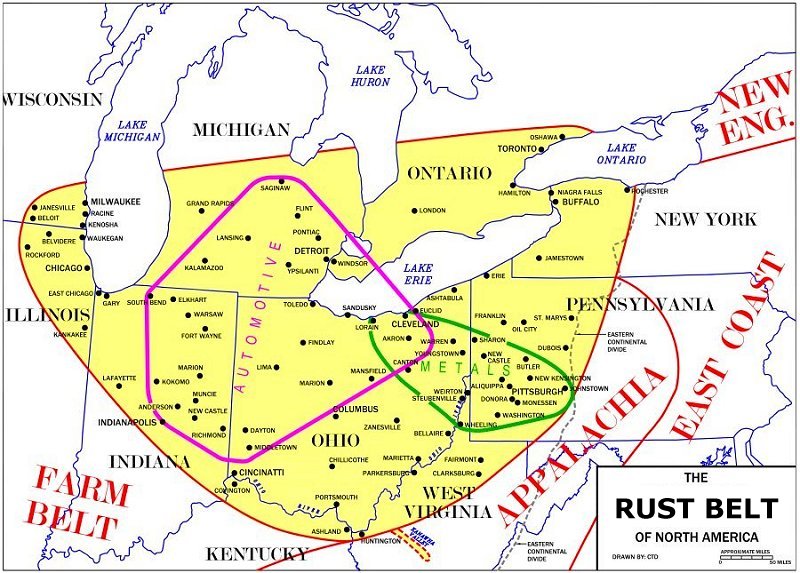 WISCONSIN
LAKE
MICHIGAN
MICHIGAN
LAKE
HURON
NEW
ENG.
OSHAWA
TORONTO
LAKE
ONTARIO
ONTARIO
HAMILTON
NIAGRA FALLS
BUFFALO
ROCHESTER
NEW YORK
LONDON
JANESVILLE
BELOIT
MILWAUKEE
RACINE
KENOSHA
BELVIDERE
WAUKEGAN
ROCKFORD
CHICAGO
EAST CHICAGO
GARY
ILLINOIS
KANKAKEE
SAGINAW
GRAND RAPIDS
FLINT
LANSING
PONTIAC
DETROIT
WINDSOR
KALAMAZOO
YPSILANTI
AUTOMOTIVE
LAKE
ERIE
ERIE
JAMESTOWN
ASHTABULA
SOUTH BEND
ELKHART
WARSAW
FORT WAYNE
TOLEDO
SANDUSKY
LORAIN
EUCLID
CLEVELAND
FRANKLIN
OIL CITY
ST. MARYS
PENNSYLVANIA
EASTERN
CONTINENTAL
DIVIDE
FINDLAY
AKRON
WARREN
SHARON
YOUNGSTOWN
NEW
CASTLE
DUBOIS
BUTLER
CANTON
METALS
LAFAYETTE
KOKOMO
MARION
MUNCIE
LIMA
MARION
MANSFIELD
ALIQUIPPA
NEW KENSINGTON
WEIRTON
STEUBENVILLE
PITTSBURGH
JOHNSTOWN
DONORA
MONESSEN
WASHINGTON
WHEELING
ANDERSON
NEW CASTLE
INDIANAPOLIS
RICHMOND
DAYTON
MIDDLETOWN
COLUMBUS
ZANESVILLE
OHIO
BELLAIRE
INDIANA
CINCINATTI
COVINGTON
CHILLICOTHE
MARIETTA
PARKERSBURG
FAIRMONT
CLARKSBURG
OHIO
RIVER
OHIO
RIVER
PORTSMOUTH
WEST
VIRGINIA
ASHLAND
HUNTINGTON
KANAWHA
VALLEY
KENTUCKY
FARM
BELT
APPALACHIA
EAST COAST
EASTERN
CONTINENTAL
DIVIDE
THE
RUST BELT
OF NORTH AMERICA
DRAWN BY: CTD
APPROXIMATE MILES
0 50 MILES